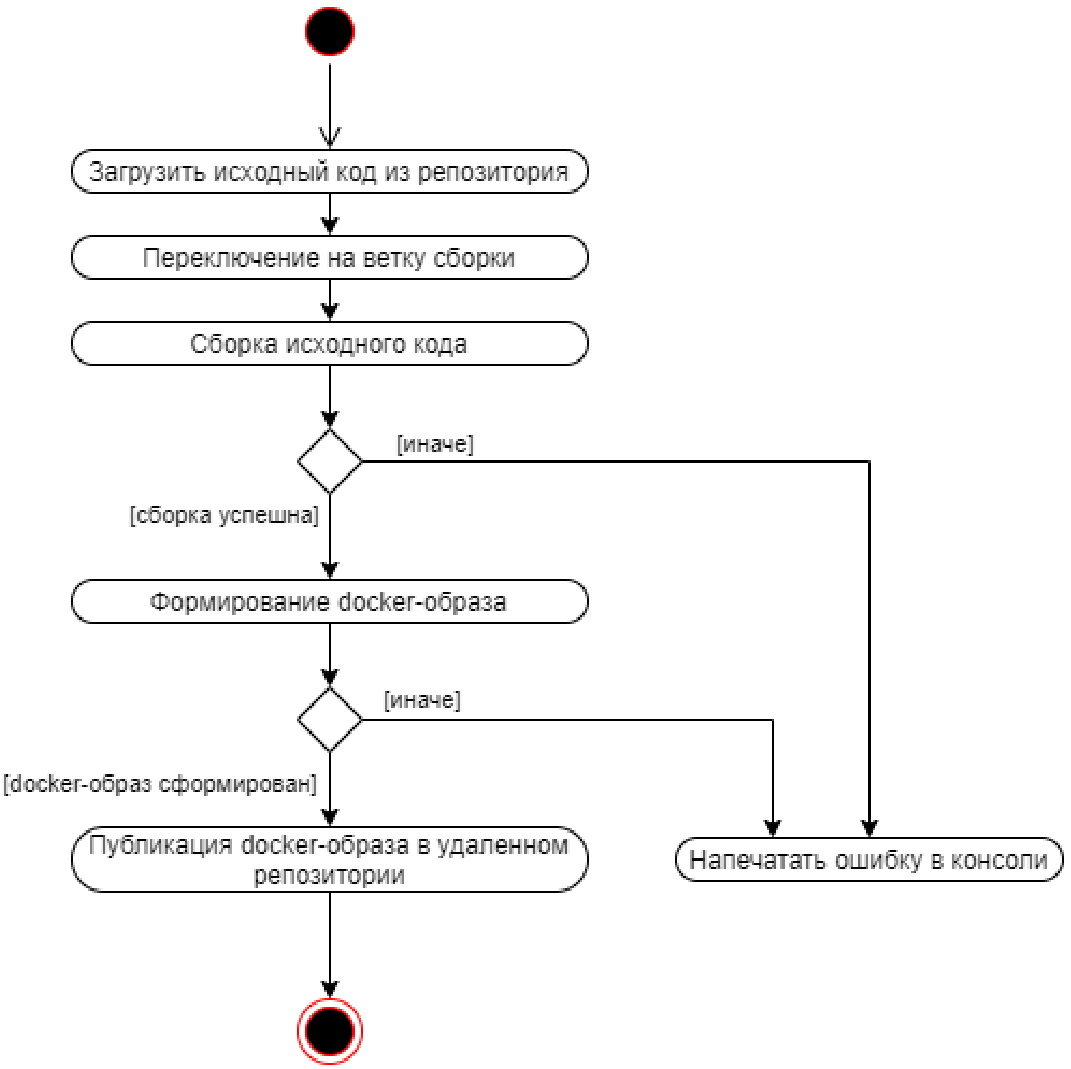 Загрузить исходный код из репозитория
Переключение на ветку сборки
Сборка исходного кода
[иначе]
[сборка успешна]
Формирование docker-образа
[иначе]
[docker-образ сформирован]
Публикация docker-образа в удаленном
репозитории
Напечатать ошибку в консоли